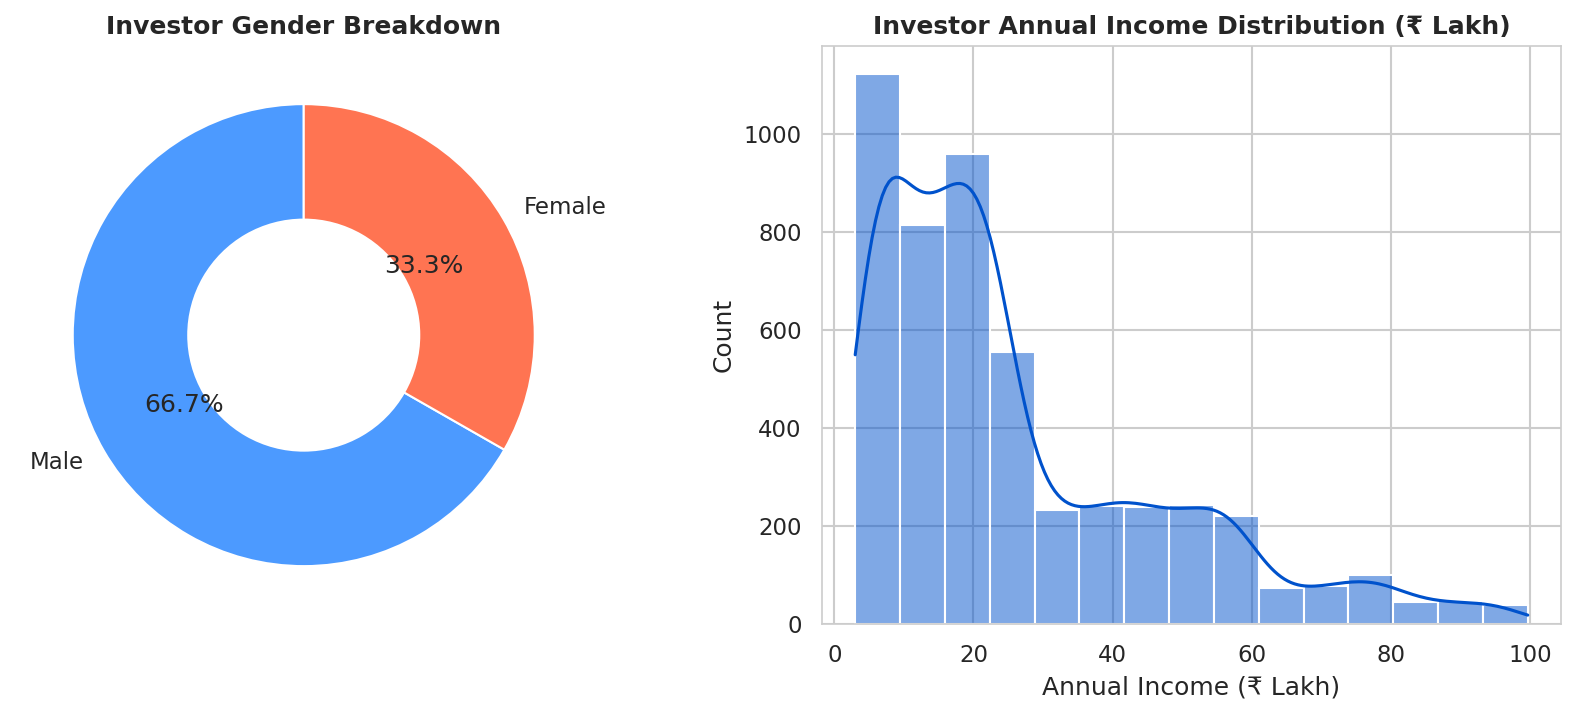 Investor Gender Breakdown
Female
33.3%
66.7%
Male
Investor Annual Income Distribution (₹ Lakh)
Count
1000
800
600
400
200
0
0 20 40 60 80 100
Annual Income (₹ Lakh)